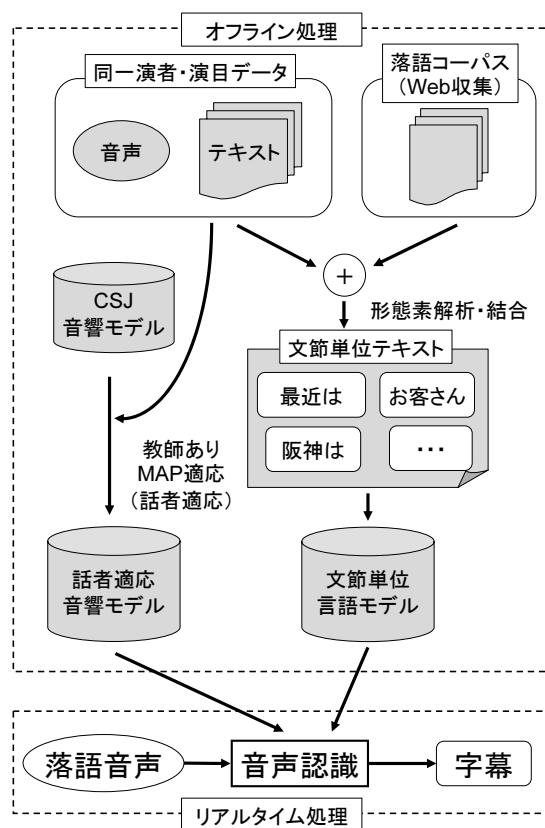 オフライン処理
同一演者・演目データ
落語コーパス
（Web収集）
音声
テキスト
+
CSJ
音響モデル
形態素解析・結合
文節単位テキスト
最近は
お客さん
阪神は
・・・
教師あり
MAP適応
（話者適応）
話者適応
音響モデル
文節単位
言語モデル
落語音声
音声認識
字幕
リアルタイム処理